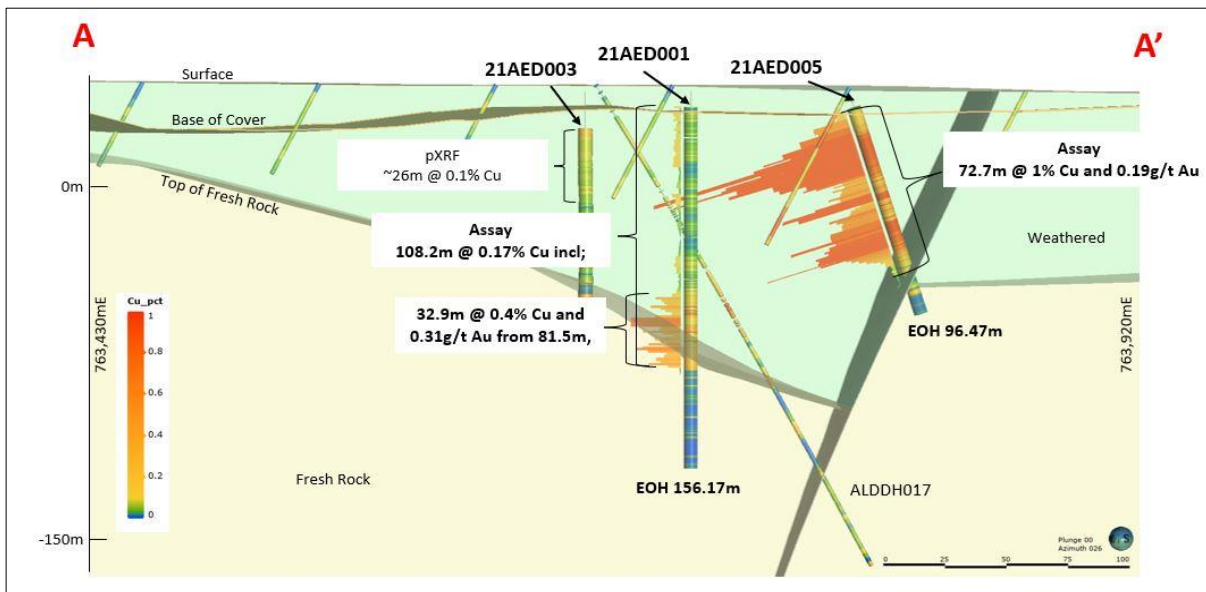 A
A'
21AED001
21AED003
21AED005
Surface
Base of Cover
pXRF
~26m @ 0.1% Cu
Assay
72.7m @ 1% Cu and 0.19g/t Au
0m
Top of Fresh Rock
Assay
108.2m @ 0.17% Cu incl;
Weathered
32.9m @ 0.4% Cu and
0.31g/t Au from 81.5m,
763,430mE
763,920mE
Cu_pct
1
0.8
0.6
0.4
0.2
0
EOH 96.47m
Fresh Rock
EOH 156.17m
ALDDH017
-150m
Plunge 00
Azimuth 026
S
0
25
50
75
100